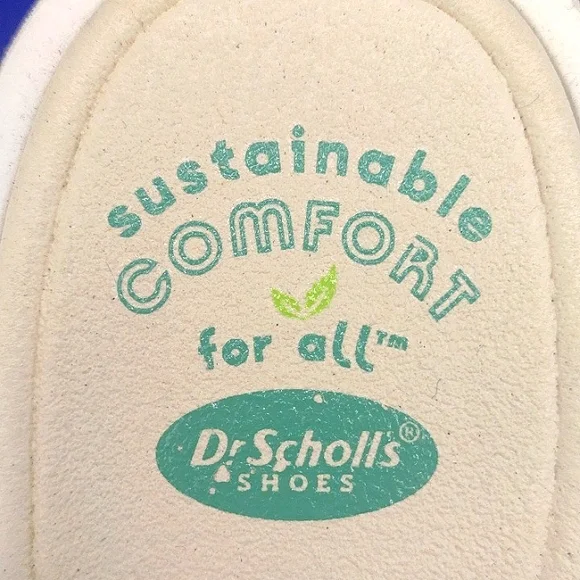 sustainable
COMFORT
for all™
Dr. Scholl's®
SHOES